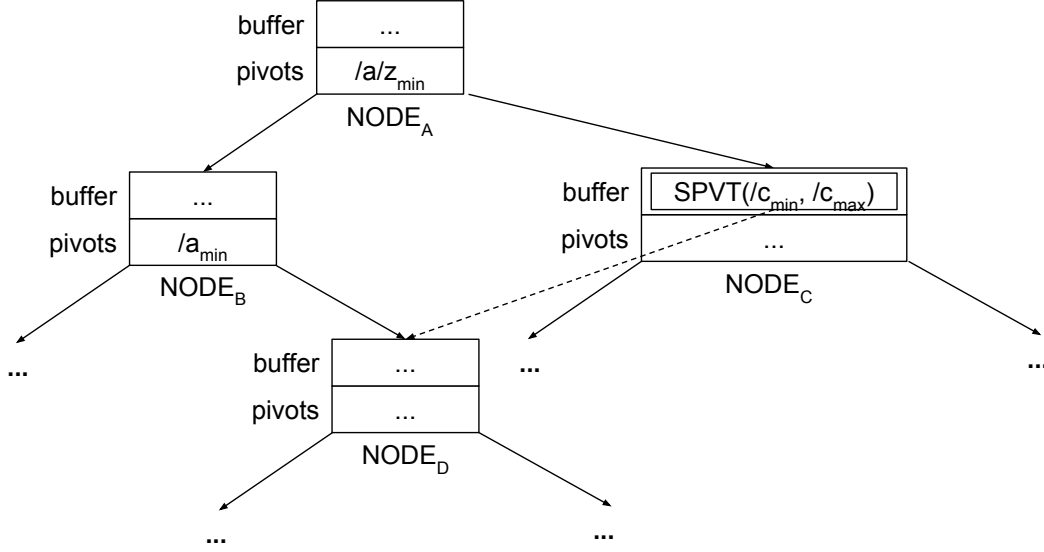 buffer ...
pivots /a/z_min
NODE_A
buffer ...
pivots /a_min
NODE_B
buffer SPVT(/c_min, /c_max)
pivots ...
NODE_C
...
buffer ...
pivots ...
NODE_D
...
...
...
...